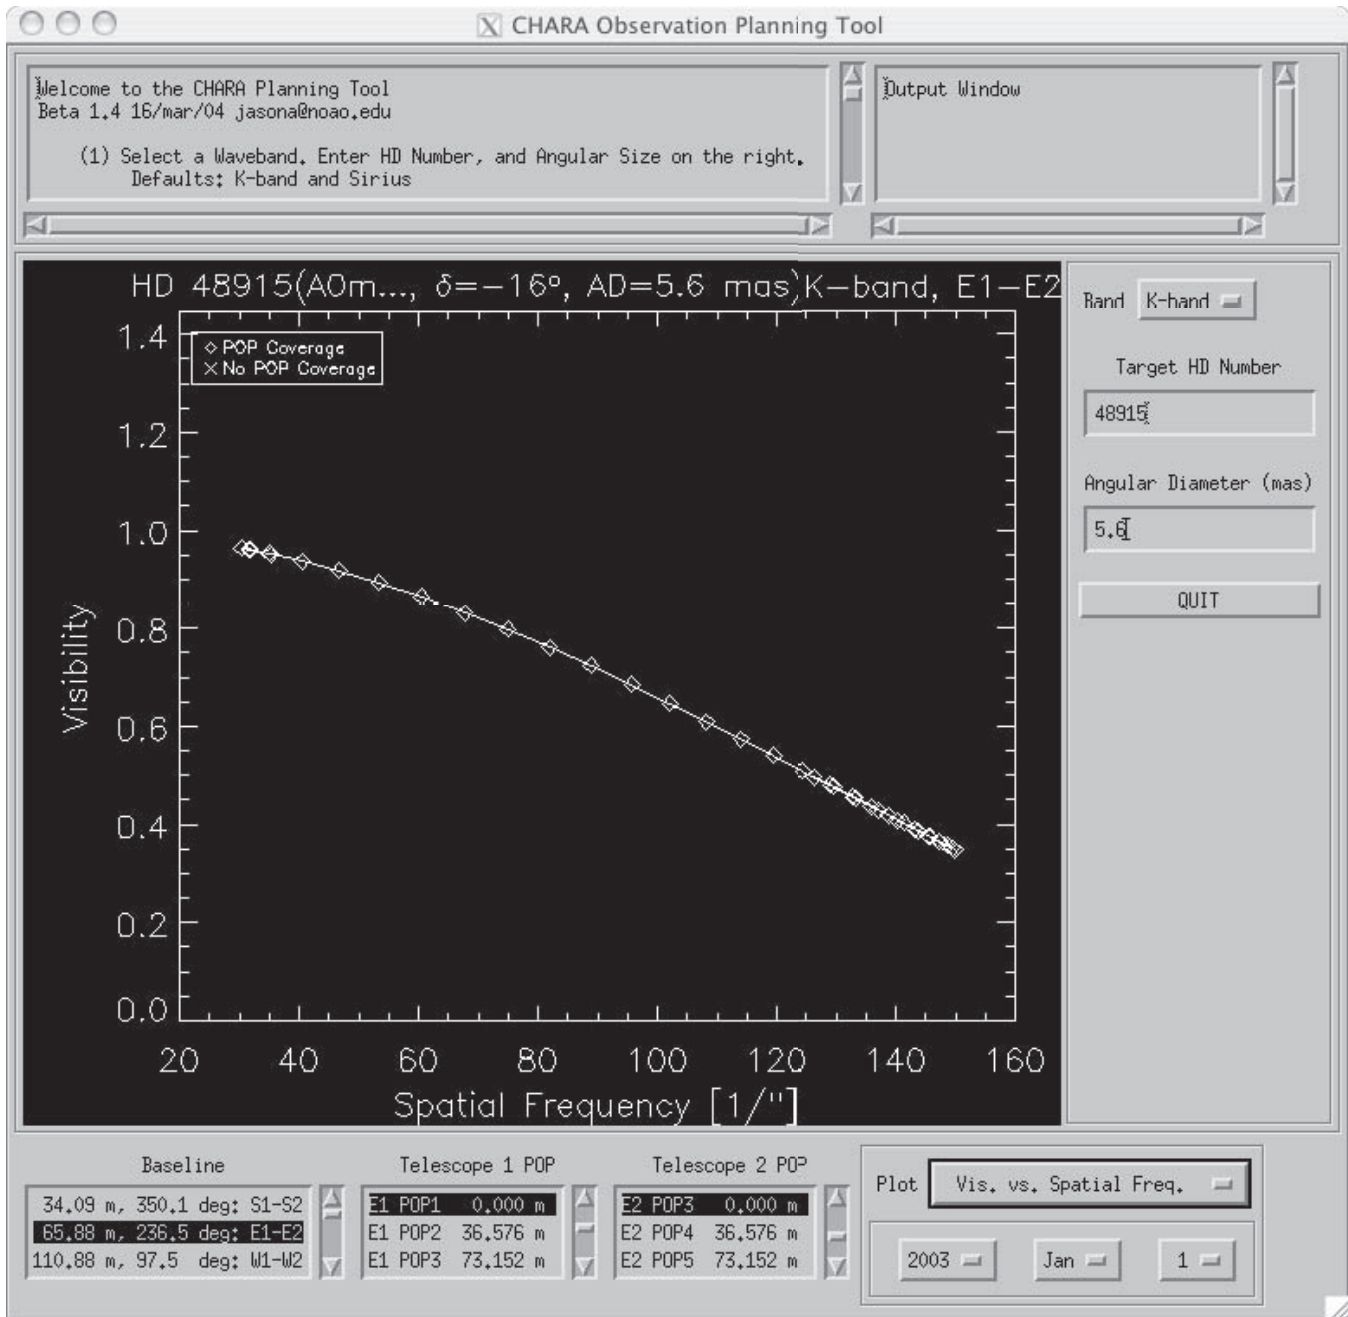 X CHARA Observation Planning Tool
Welcome to the CHARA Planning Tool
Beta 1.4 16/mar/04 jasona@noao.edu
(1) Select a Waveband. Enter HD Number, and Angular Size on the right.
Defaults: K-band and Sirius
Output Window
HD 48915(A0m..., δ=−16°, AD=5.6 mas)K−band, E1−E2
1.4
1.2
1.0
0.8
0.6
0.4
0.2
0.0
Visibility
◇ POP Coverage
× No POP Coverage
20 40 60 80 100 120 140 160
Spatial Frequency [1/"]
Band K-band
Target HD Number
48915
Angular Diameter (mas)
5.6
QUIT
Baseline
34.09 m, 350.1 deg: S1-S2
65.88 m, 236.5 deg: E1-E2
110.88 m, 97.5 deg: W1-W2
Telescope 1 POP
E1 POP1 0.000 m
E1 POP2 36.576 m
E1 POP3 73.152 m
Telescope 2 POP
E2 POP3 0.000 m
E2 POP4 36.576 m
E2 POP5 73.152 m
Plot Vis. vs. Spatial Freq.
2003 Jan 1